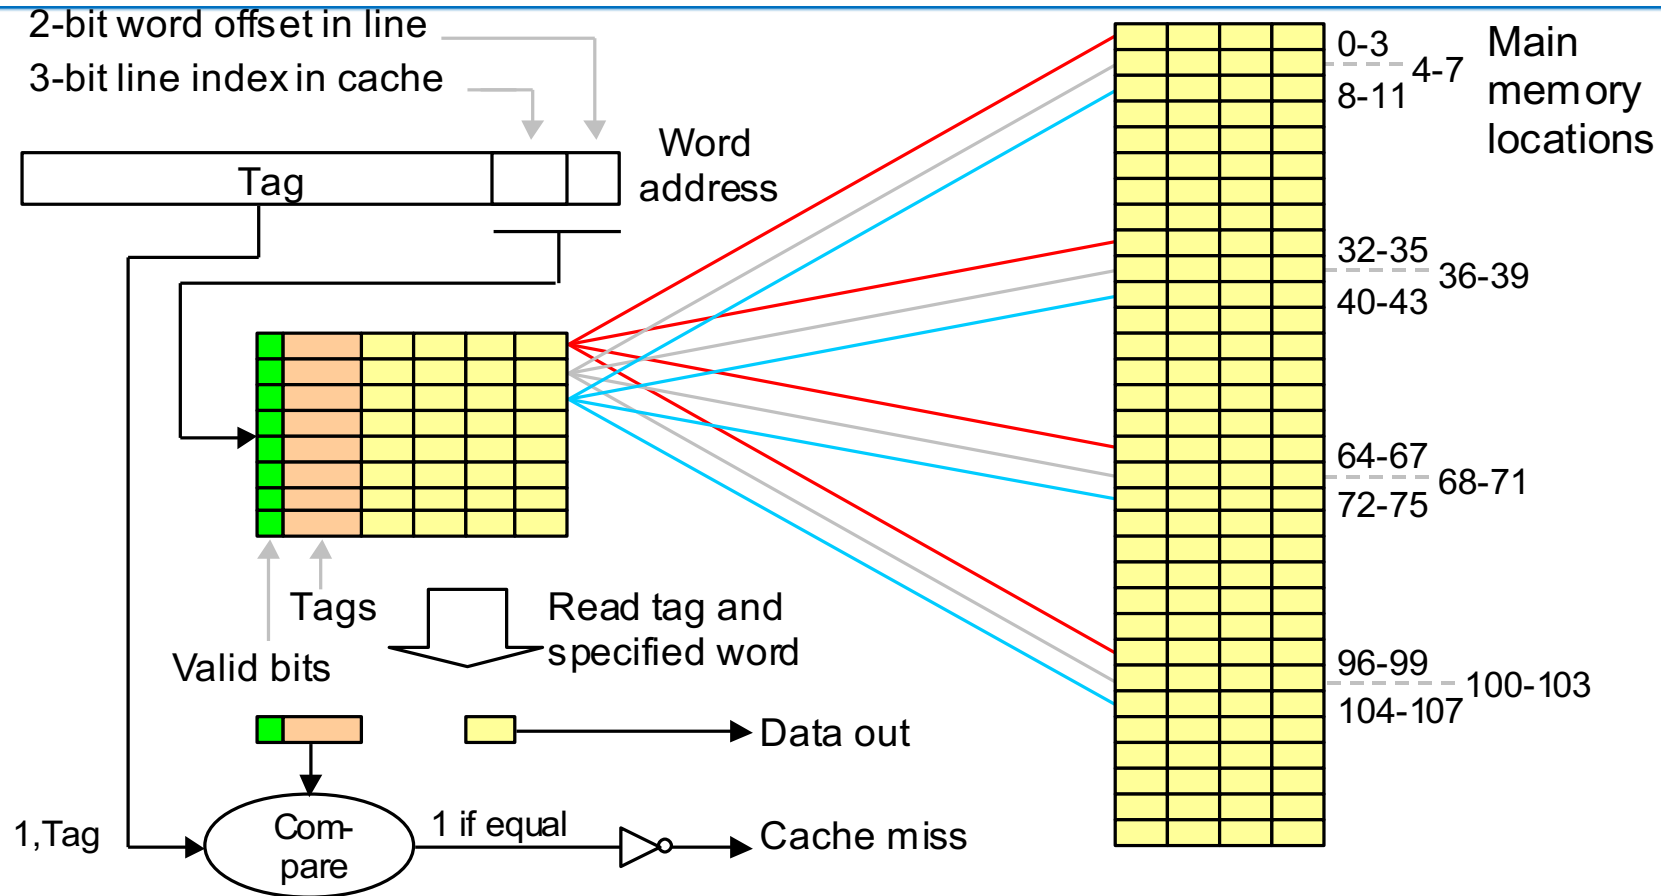 2-bit word offset in line
3-bit line index in cache
Tag
Word
address
0-3
4-7
8-11
Main
memory
locations
32-35
36-39
40-43
64-67
68-71
72-75
96-99
100-103
104-107
Tags
Valid bits
Read tag and
specified word
Data out
1,Tag
Com-
pare
1 if equal
Cache miss